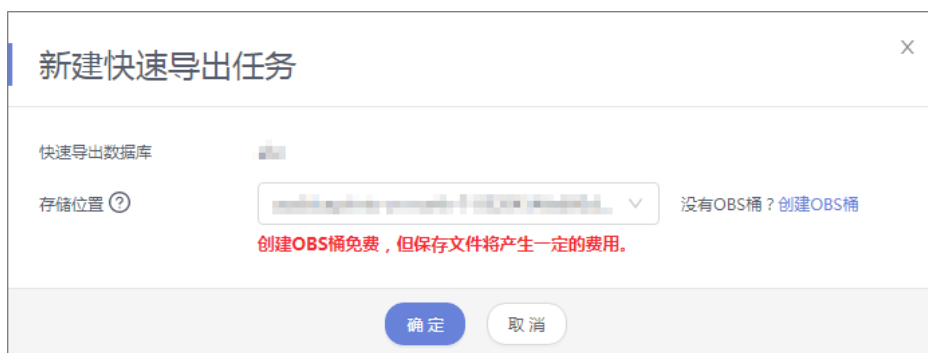 新建快速导出任务
快速导出数据库
存储位置 ? 没有OBS桶？创建OBS桶
创建OBS桶免费，但保存文件将产生一定的费用。
确定 取消